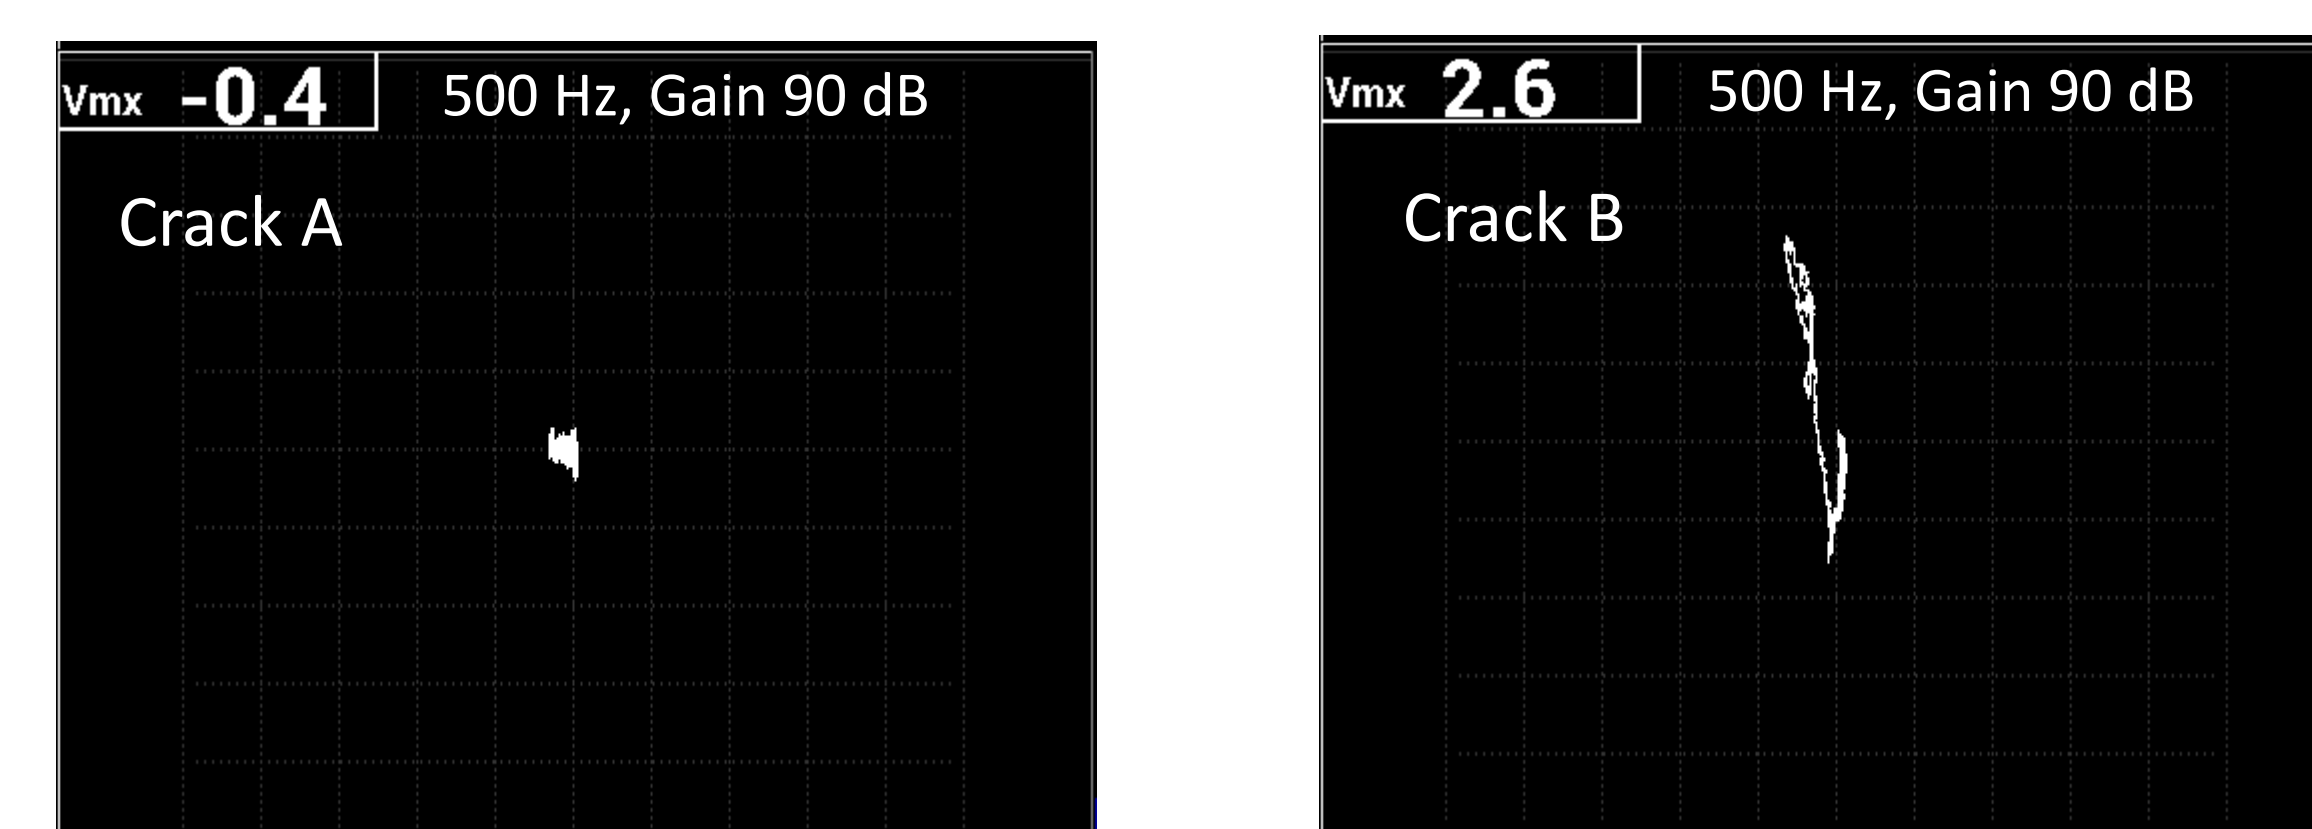 Vmx -0.4
500 Hz, Gain 90 dB
Crack A
Vmx 2.6
500 Hz, Gain 90 dB
Crack B